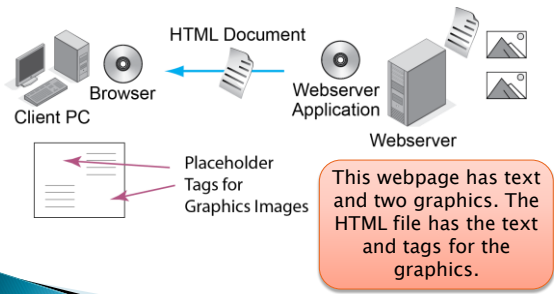 HTML Document
Browser
Client PC
Webserver
Application
Webserver
Placeholder
Tags for
Graphics Images
This webpage has text
and two graphics. The
HTML file has the text
and tags for the
graphics.